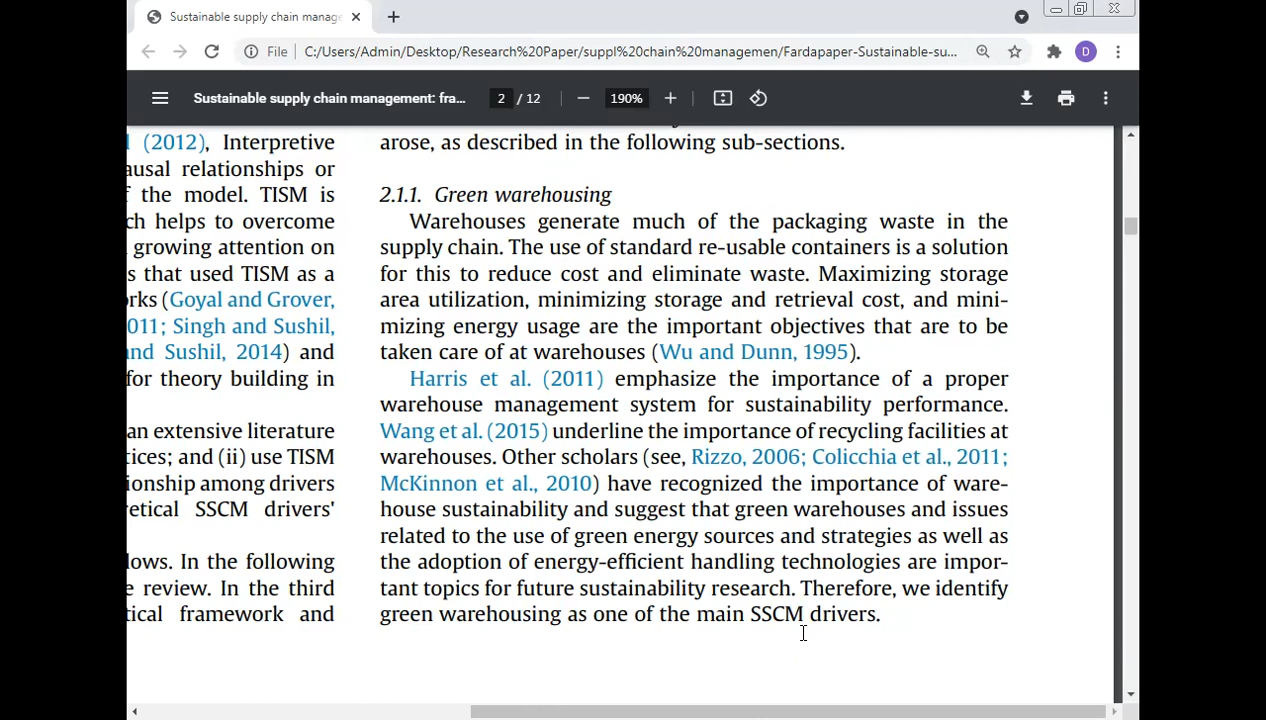 Sustainable supply chain manage
File C:/Users/Admin/Desktop/Research%20Paper/suppl%20chain%20managemen/Fardapaper-Sustainable-su...
D
Sustainable supply chain management: fra...
2 / 12
190%
l (2012), Interpretive
ausal relationships or
f the model. TISM is
ch helps to overcome
growing attention on
s that used TISM as a
orks (Goyal and Grover,
011; Singh and Sushil,
and Sushil, 2014) and
for theory building in
an extensive literature
tices; and (ii) use TISM
ionship among drivers
retical SSCM drivers'
lows. In the following
e review. In the third
tical framework and
arose, as described in the following sub-sections.
2.1.1. Green warehousing
Warehouses generate much of the packaging waste in the
supply chain. The use of standard re-usable containers is a solution
for this to reduce cost and eliminate waste. Maximizing storage
area utilization, minimizing storage and retrieval cost, and mini-
mizing energy usage are the important objectives that are to be
taken care of at warehouses (Wu and Dunn, 1995).
Harris et al. (2011) emphasize the importance of a proper
warehouse management system for sustainability performance.
Wang et al. (2015) underline the importance of recycling facilities at
warehouses. Other scholars (see, Rizzo, 2006; Colicchia et al., 2011;
McKinnon et al., 2010) have recognized the importance of ware-
house sustainability and suggest that green warehouses and issues
related to the use of green energy sources and strategies as well as
the adoption of energy-efficient handling technologies are impor-
tant topics for future sustainability research. Therefore, we identify
green warehousing as one of the main SSCM drivers.